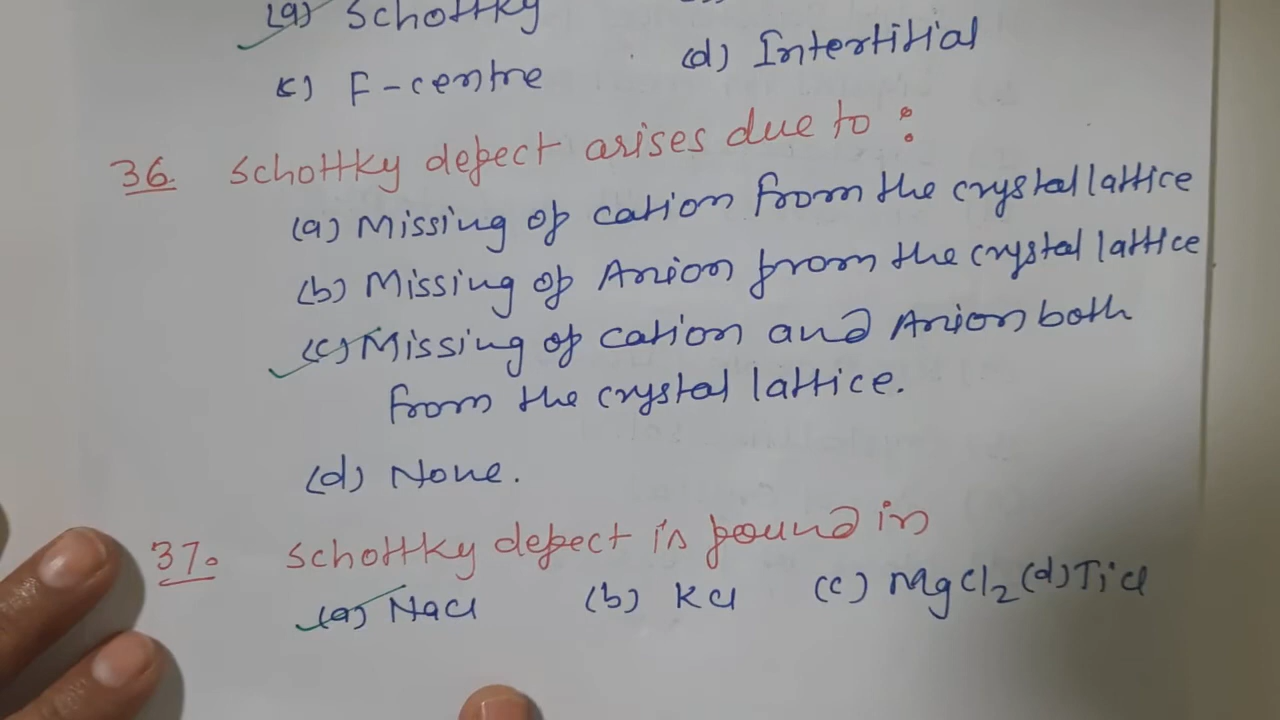 (a) Schottky
(c) F-centre (d) Intertitial
36. Schottky defect arises due to :
(a) Missing of cation from the crystal lattice
(b) Missing of Anion from the crystal lattice
(c) Missing of cation and Anion both
from the crystal lattice.
(d) None.
37. Schottky defect is found in
(a) NaCl (b) KCl (c) MgCl2 (d) TiCl